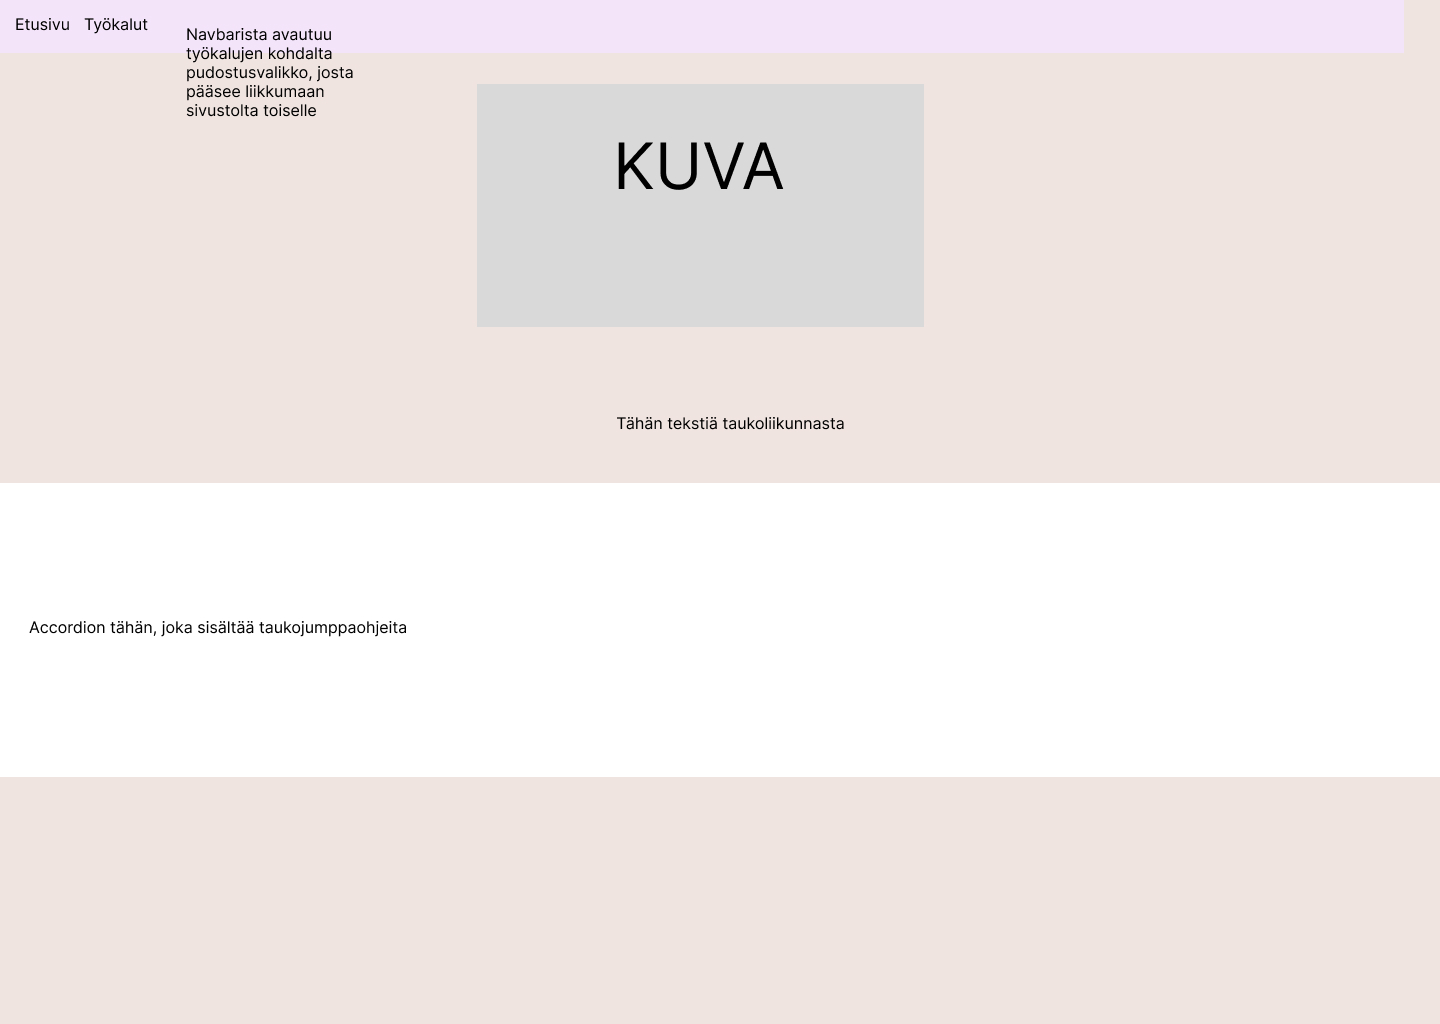 Etusivu Työkalut
Navbarista avautuu
työkalujen kohdalta
pudostusvalikko, josta
pääsee liikkumaan
sivustolta toiselle
KUVA
Tähän tekstiä taukoliikunnasta
Accordion tähän, joka sisältää taukojumppaohjeita